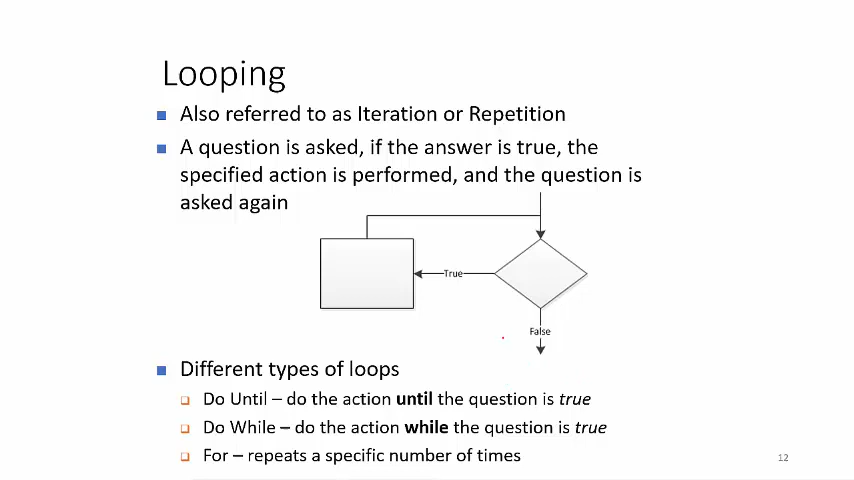 Looping
Also referred to as Iteration or Repetition
A question is asked, if the answer is true, the
specified action is performed, and the question is
asked again
True
False
Different types of loops
Do Until – do the action until the question is true
Do While – do the action while the question is true
For – repeats a specific number of times
12